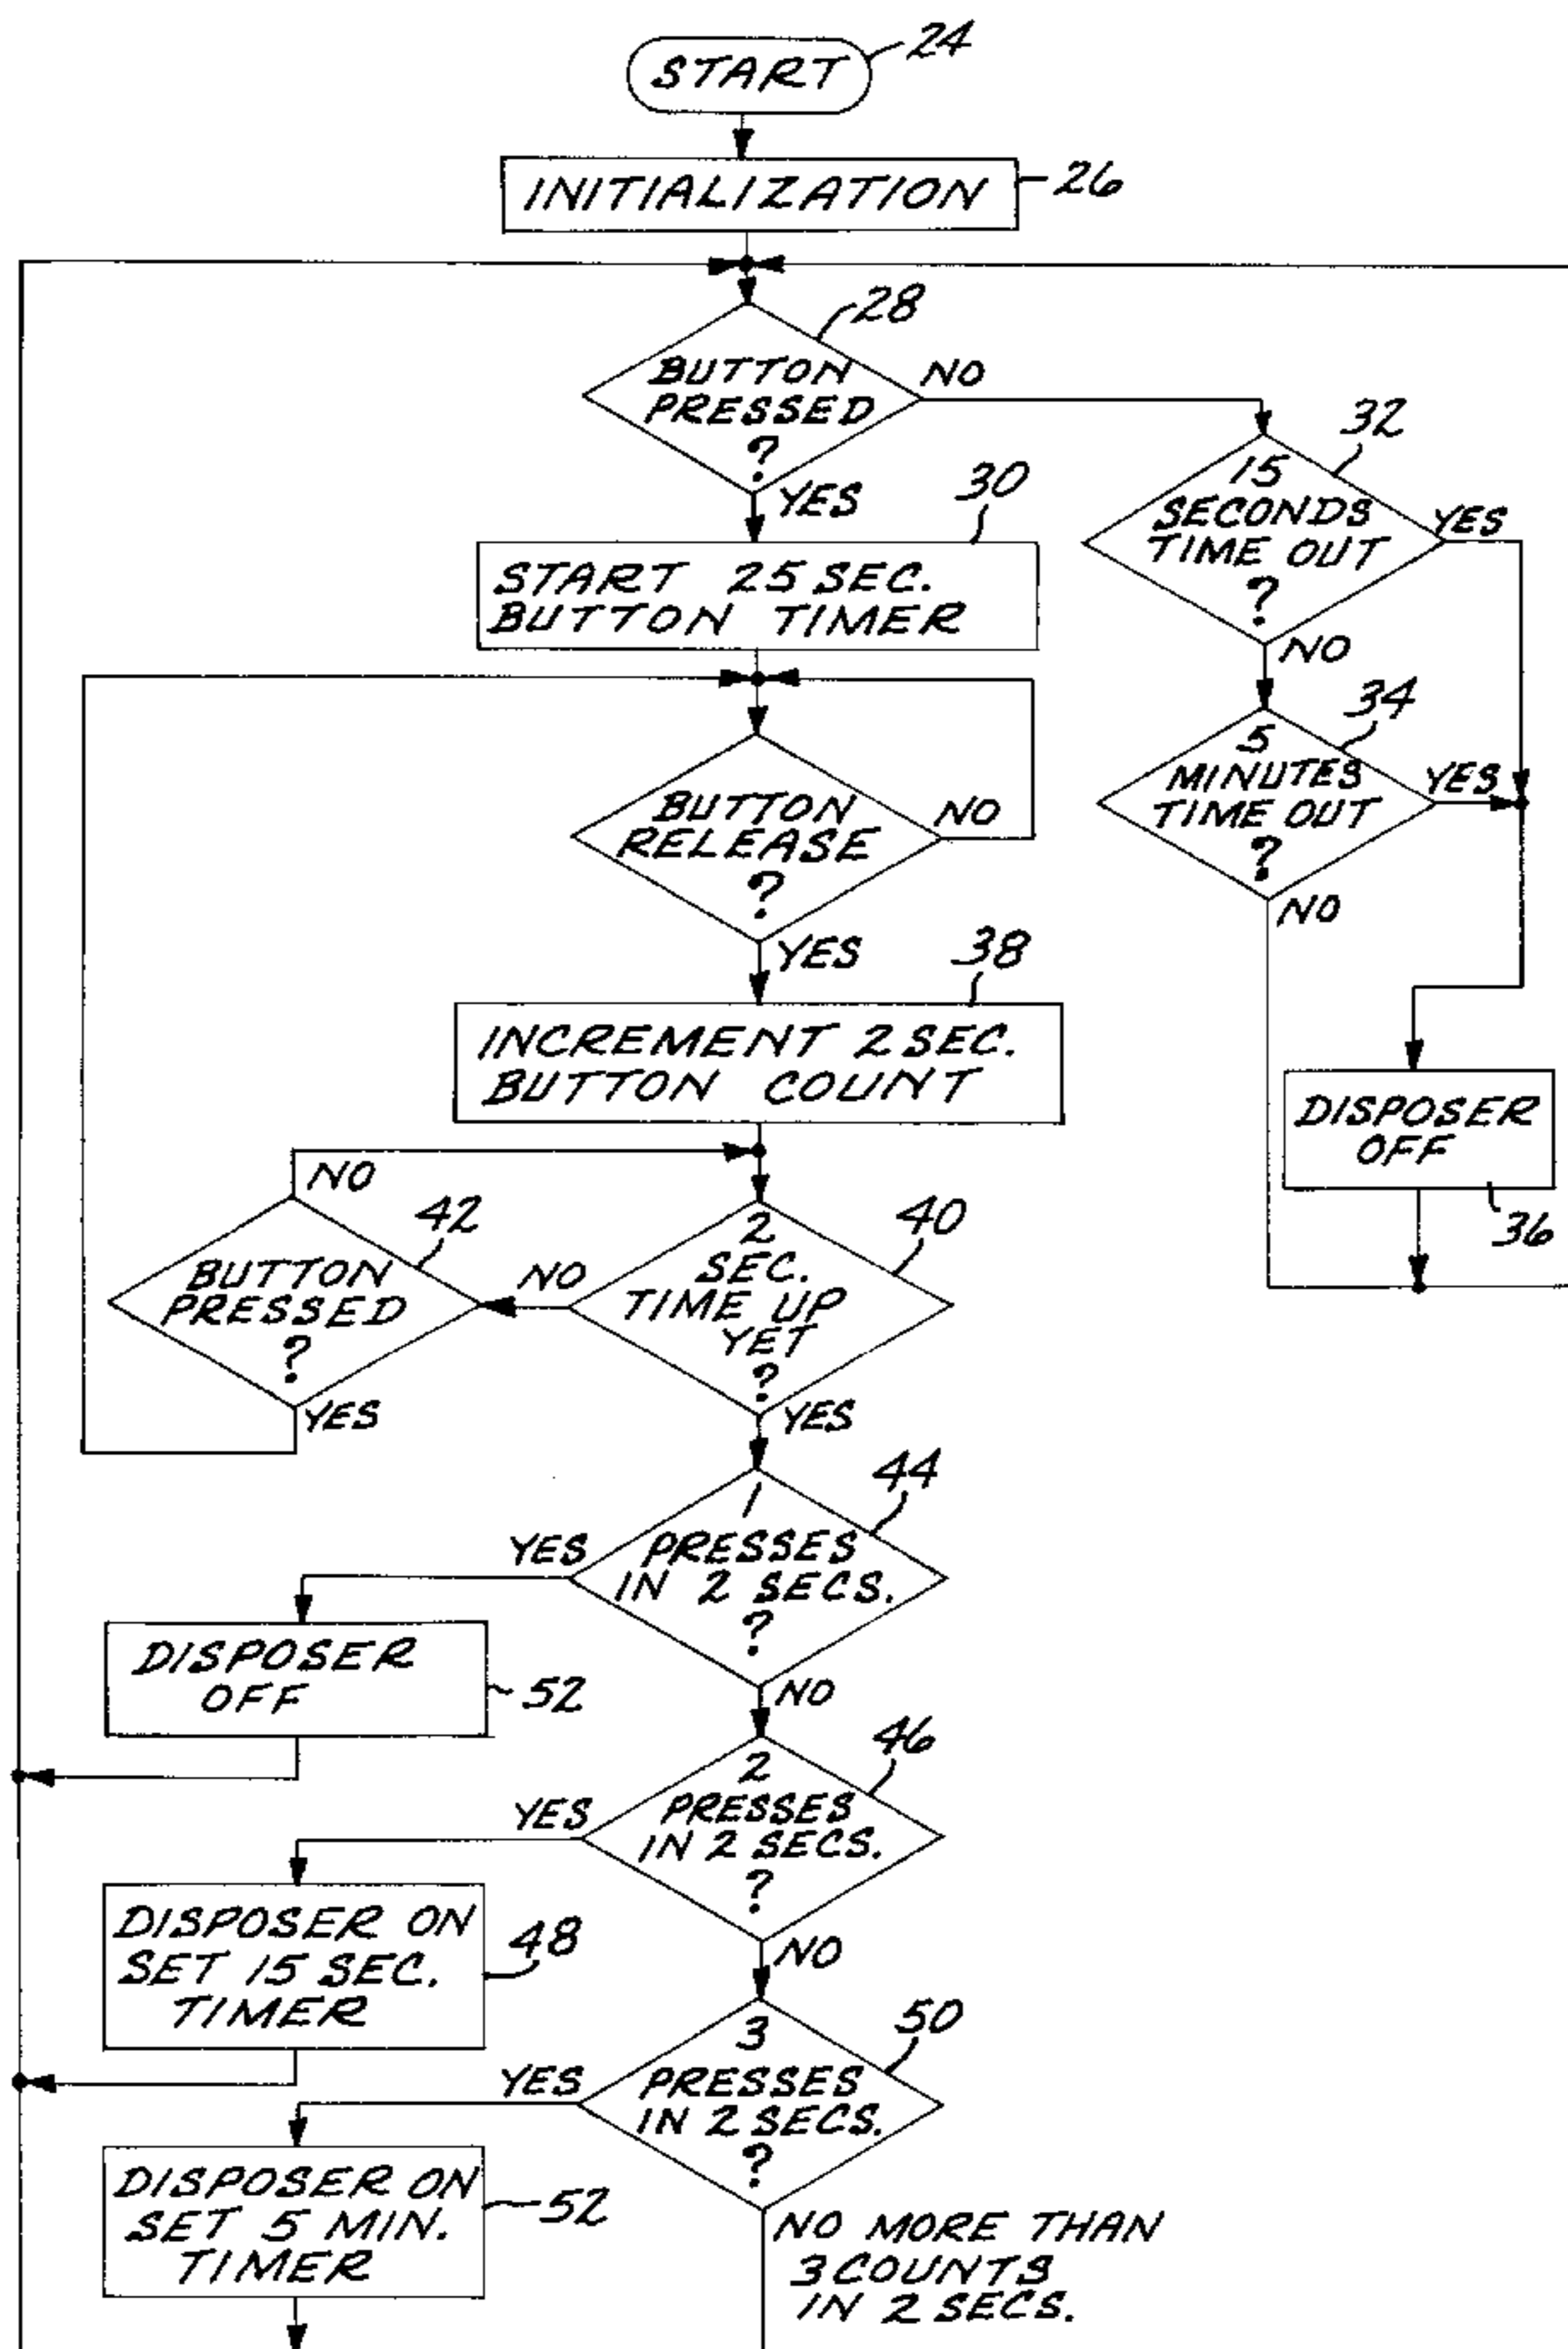 START
24
INITIALIZATION
26
28
BUTTON
PRESSED
?
NO
YES
32
15
SECONDS
TIME OUT
?
YES
NO
30
START 25 SEC.
BUTTON TIMER
34
5
MINUTES
TIME OUT
?
YES
NO
BUTTON
RELEASE
?
NO
YES
38
INCREMENT 2 SEC.
BUTTON COUNT
DISPOSER
OFF
36
NO
42
BUTTON
PRESSED
?
YES
NO
40
2
SEC.
TIME UP
YET
?
YES
44
1
PRESSES
IN 2 SECS.
?
YES
NO
DISPOSER
OFF
52
46
2
PRESSES
IN 2 SECS.
?
YES
NO
DISPOSER ON
SET 15 SEC.
TIMER
48
50
3
PRESSES
IN 2 SECS.
?
YES
DISPOSER ON
SET 5 MIN.
TIMER
52
NO MORE THAN
3 COUNTS
IN 2 SECS.